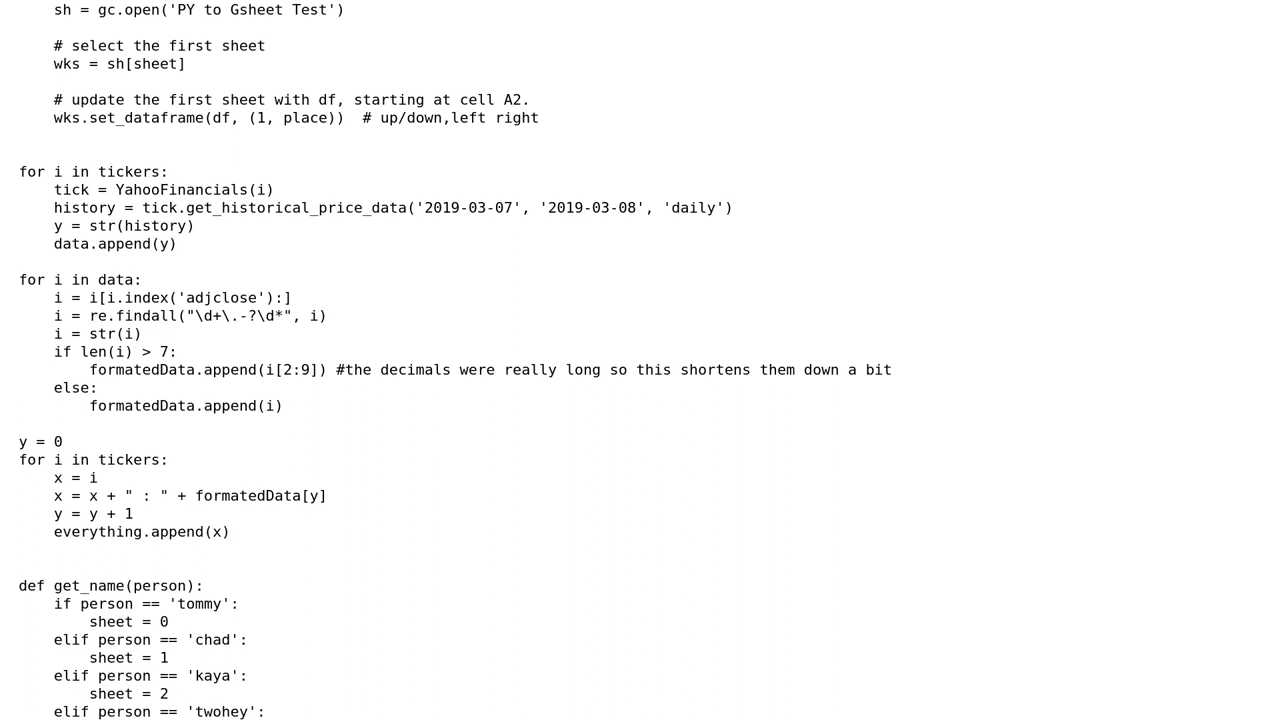 sh = gc.open('PY to Gsheet Test')

    # select the first sheet
    wks = sh[sheet]

    # update the first sheet with df, starting at cell A2.
    wks.set_dataframe(df, (1, place))  # up/down,left right


for i in tickers:
    tick = YahooFinancials(i)
    history = tick.get_historical_price_data('2019-03-07', '2019-03-08', 'daily')
    y = str(history)
    data.append(y)

for i in data:
    i = i[i.index('adjclose'):]
    i = re.findall("\d+\.-?\d*", i)
    i = str(i)
    if len(i) > 7:
        formatedData.append(i[2:9]) #the decimals were really long so this shortens them down a bit
    else:
        formatedData.append(i)

y = 0
for i in tickers:
    x = i
    x = x + " : " + formatedData[y]
    y = y + 1
    everything.append(x)


def get_name(person):
    if person == 'tommy':
        sheet = 0
    elif person == 'chad':
        sheet = 1
    elif person == 'kaya':
        sheet = 2
    elif person == 'twohey':